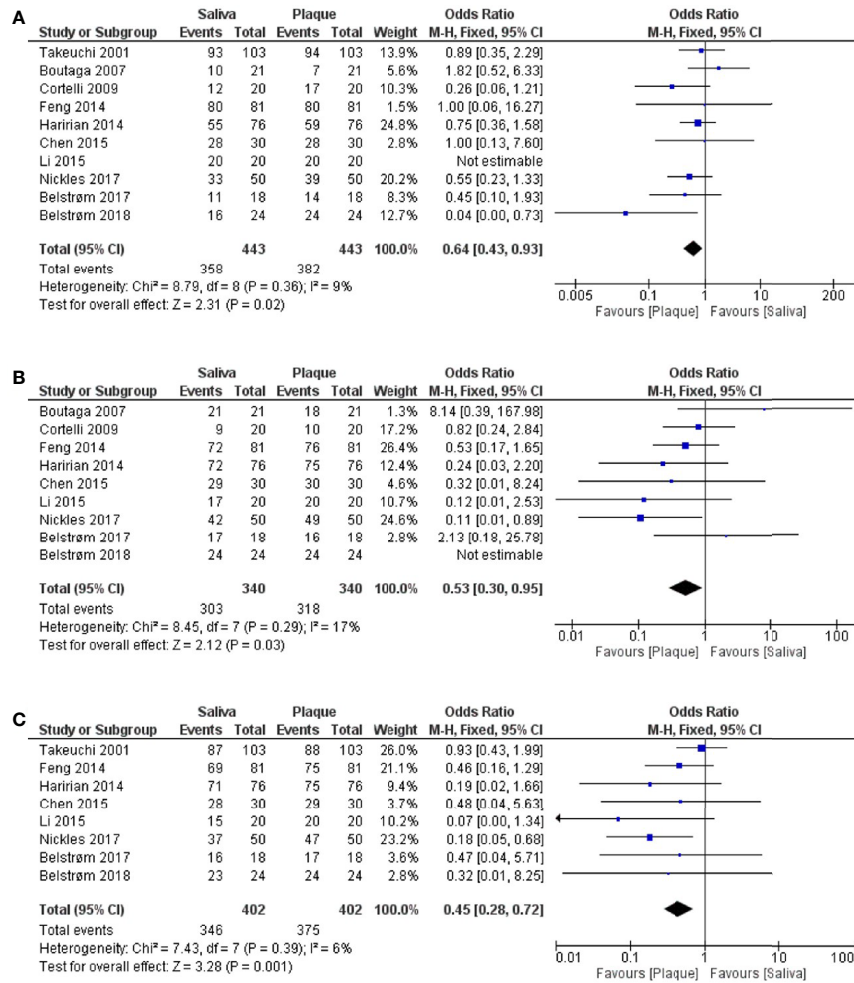 A
Saliva Plaque Odds Ratio Odds Ratio
Study or Subgroup Events Total Events Total Weight M-H, Fixed, 95% CI M-H, Fixed, 95% CI
Takeuchi 2001 93 103 94 103 13.9% 0.89 [0.35, 2.29]
Boutaga 2007 10 21 7 21 5.6% 1.82 [0.52, 6.33]
Cortelli 2009 12 20 17 20 10.3% 0.26 [0.06, 1.21]
Feng 2014 80 81 80 81 1.5% 1.00 [0.06, 16.27]
Haririan 2014 55 76 59 76 24.8% 0.75 [0.36, 1.58]
Chen 2015 28 30 28 30 2.8% 1.00 [0.13, 7.60]
Li 2015 20 20 20 20 Not estimable
Nickles 2017 33 50 39 50 20.2% 0.55 [0.23, 1.33]
Belstrøm 2017 11 18 14 18 8.3% 0.45 [0.10, 1.93]
Belstrøm 2018 16 24 24 24 12.7% 0.04 [0.00, 0.73]
Total (95% CI) 443 443 100.0% 0.64 [0.43, 0.93]
Total events 358 382
Heterogeneity: Chi² = 8.79, df = 8 (P = 0.36); I² = 9%
Test for overall effect: Z = 2.31 (P = 0.02)
0.005 0.1 1 10 200
Favours [Plaque] Favours [Saliva]
B
Saliva Plaque Odds Ratio Odds Ratio
Study or Subgroup Events Total Events Total Weight M-H, Fixed, 95% CI M-H, Fixed, 95% CI
Boutaga 2007 21 21 18 21 1.3% 8.14 [0.39, 167.98]
Cortelli 2009 9 20 10 20 17.2% 0.82 [0.24, 2.84]
Feng 2014 72 81 76 81 26.4% 0.53 [0.17, 1.65]
Haririan 2014 72 76 75 76 12.4% 0.24 [0.03, 2.20]
Chen 2015 29 30 30 30 4.6% 0.32 [0.01, 8.24]
Li 2015 17 20 20 20 10.7% 0.12 [0.01, 2.53]
Nickles 2017 42 50 49 50 24.6% 0.11 [0.01, 0.89]
Belstrøm 2017 17 18 16 18 2.8% 2.13 [0.18, 25.78]
Belstrøm 2018 24 24 24 24 Not estimable
Total (95% CI) 340 340 100.0% 0.53 [0.30, 0.95]
Total events 303 318
Heterogeneity: Chi² = 8.45, df = 7 (P = 0.29); I² = 17%
Test for overall effect: Z = 2.12 (P = 0.03)
0.01 0.1 1 10 100
Favours [Plaque] Favours [Saliva]
C
Saliva Plaque Odds Ratio Odds Ratio
Study or Subgroup Events Total Events Total Weight M-H, Fixed, 95% CI M-H, Fixed, 95% CI
Takeuchi 2001 87 103 88 103 26.0% 0.93 [0.43, 1.99]
Feng 2014 69 81 75 81 21.1% 0.46 [0.16, 1.29]
Haririan 2014 71 76 75 76 9.4% 0.19 [0.02, 1.66]
Chen 2015 28 30 29 30 3.7% 0.48 [0.04, 5.63]
Li 2015 15 20 20 20 10.2% 0.07 [0.00, 1.34]
Nickles 2017 37 50 47 50 23.2% 0.18 [0.05, 0.68]
Belstrøm 2017 16 18 17 18 3.6% 0.47 [0.04, 5.71]
Belstrøm 2018 23 24 24 24 2.8% 0.32 [0.01, 8.25]
Total (95% CI) 402 402 100.0% 0.45 [0.28, 0.72]
Total events 346 375
Heterogeneity: Chi² = 7.43, df = 7 (P = 0.39); I² = 6%
Test for overall effect: Z = 3.28 (P = 0.001)
0.01 0.1 1 10 100
Favours [Plaque] Favours [Saliva]